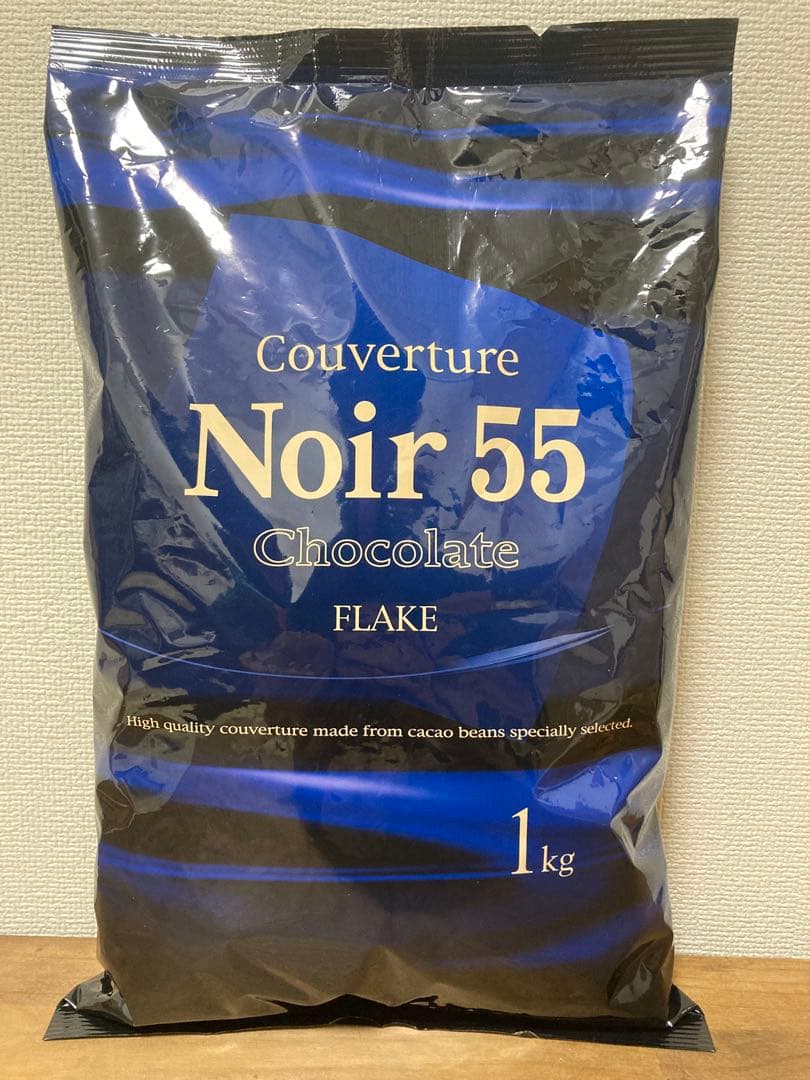 Couverture
Noir 55
Chocolate
FLAKE
High quality couverture made from cacao beans specially selected.
1kg